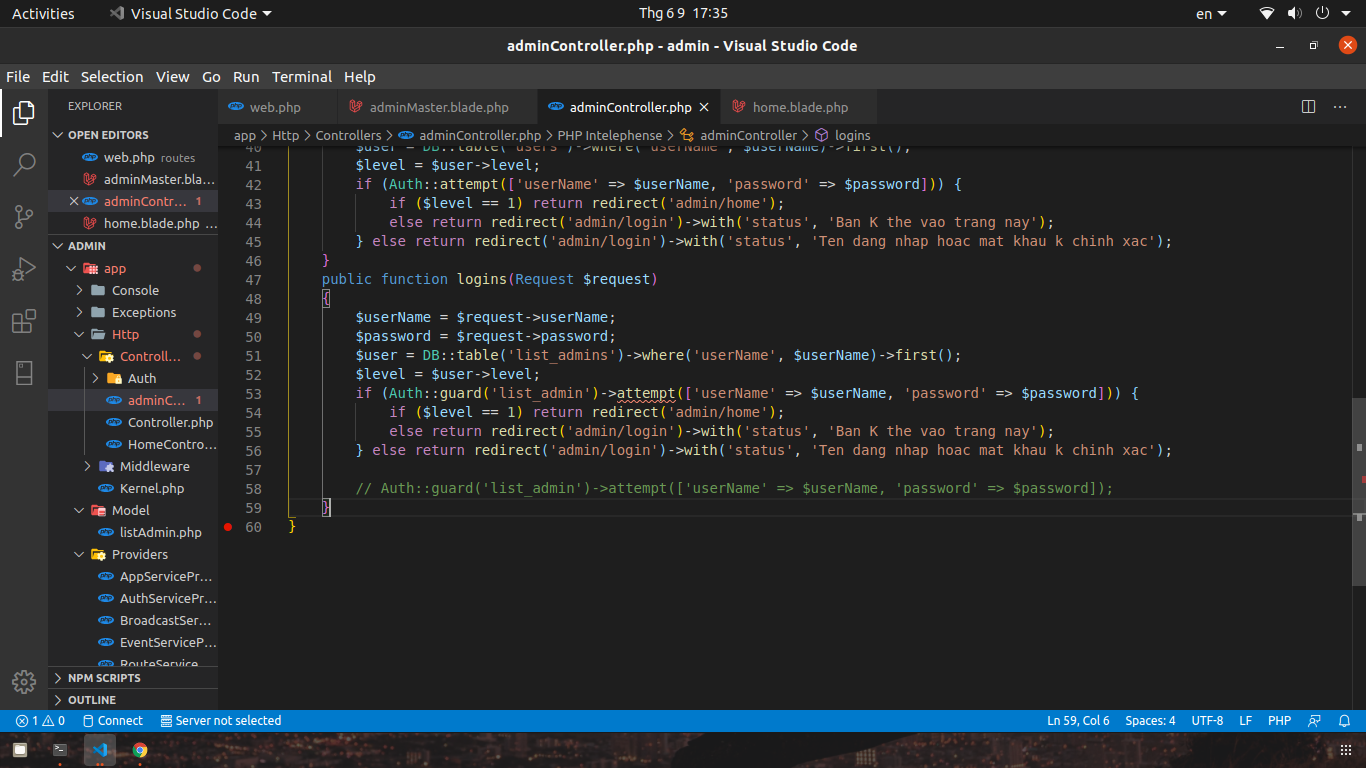 Activities
Visual Studio Code
Thg 6 9 17:35
en
adminController.php - admin - Visual Studio Code
File Edit Selection View Go Run Terminal Help
EXPLORER
OPEN EDITORS
web.php routes
adminMaster.bla...
adminContr... 1
home.blade.php ...
ADMIN
app
Console
Exceptions
Http
Controll...
Auth
adminC... 1
Controller.php
HomeContro...
Middleware
Kernel.php
Model
listAdmin.php
Providers
AppServicePr...
AuthServicePr...
BroadcastSer...
EventServiceP...
RouteService
NPM SCRIPTS
OUTLINE
web.php
adminMaster.blade.php
adminController.php
home.blade.php
app > Http > Controllers > adminController.php > PHP Intelephense > adminController > logins
40 $user = DB::table('users')->where('userName', $userName)->first();
41 $level = $user->level;
42 if (Auth::attempt(['userName' => $userName, 'password' => $password])) {
43 if ($level == 1) return redirect('admin/home');
44 else return redirect('admin/login')->with('status', 'Ban K the vao trang nay');
45 } else return redirect('admin/login')->with('status', 'Ten dang nhap hoac mat khau k chinh xac');
46 }
47 public function logins(Request $request)
48 {
49 $userName = $request->userName;
50 $password = $request->password;
51 $user = DB::table('list_admins')->where('userName', $userName)->first();
52 $level = $user->level;
53 if (Auth::guard('list_admin')->attempt(['userName' => $userName, 'password' => $password])) {
54 if ($level == 1) return redirect('admin/home');
55 else return redirect('admin/login')->with('status', 'Ban K the vao trang nay');
56 } else return redirect('admin/login')->with('status', 'Ten dang nhap hoac mat khau k chinh xac');
57
58 // Auth::guard('list_admin')->attempt(['userName' => $userName, 'password' => $password]);
59 }
60 }
1 0 Connect Server not selected
Ln 59, Col 6 Spaces: 4 UTF-8 LF PHP